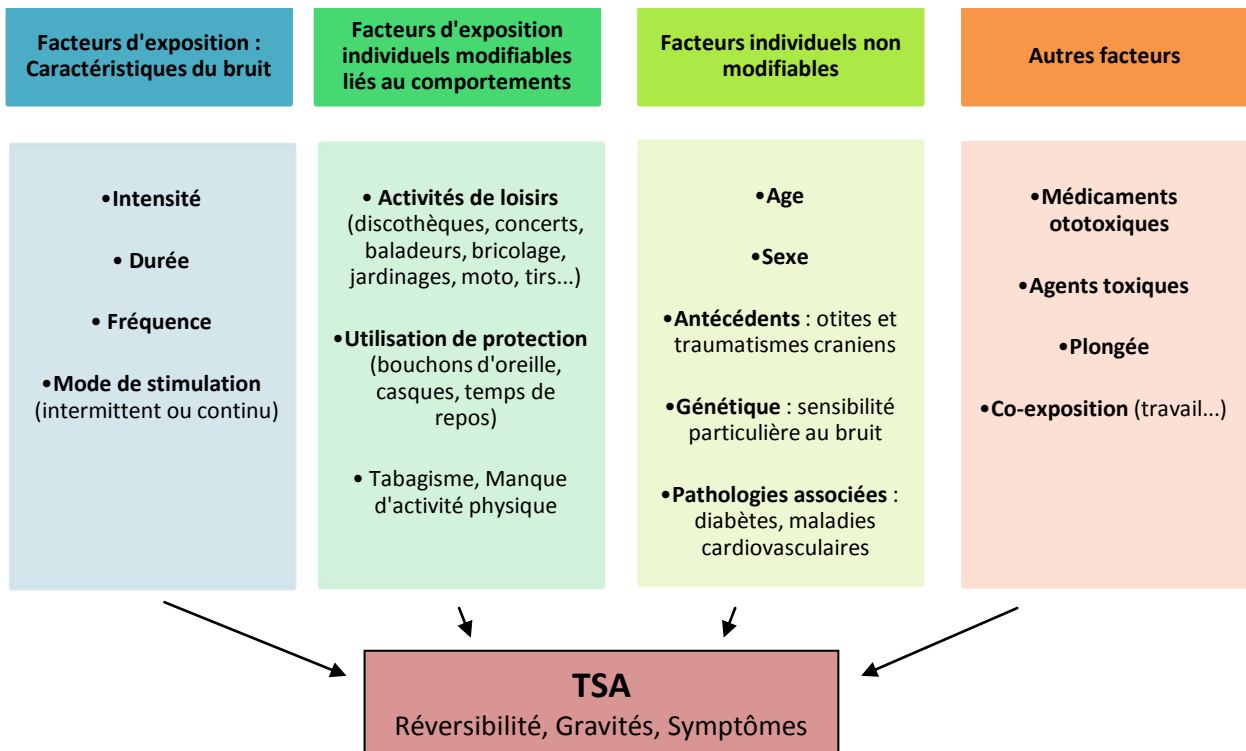 Facteurs d'exposition :
Caractéristiques du bruit
Facteurs d'exposition
individuels modifiables
liés au comportements
Facteurs individuels non
modifiables
Autres facteurs
•Intensité
• Durée
• Fréquence
•Mode de stimulation
(intermittent ou continu)
• Activités de loisirs
(discothèques, concerts,
baladeurs, bricolage,
jardinages, moto, tirs...)
•Utilisation de protection
(bouchons d'oreille,
casques, temps de
repos)
• Tabagisme, Manque
d'activité physique
•Age
•Sexe
•Antécédents : otites et
traumatismes craniens
•Génétique : sensibilité
particulière au bruit
•Pathologies associées :
diabètes, maladies
cardiovasculaires
•Médicaments
ototoxiques
•Agents toxiques
•Plongée
•Co-exposition (travail...)
TSA
Réversibilité, Gravités, Symptômes